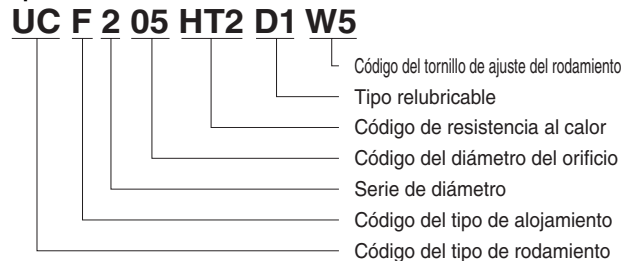 UC F 2 05 HT2 D1 W5
Código del tornillo de ajuste del rodamiento
Tipo relubricable
Código de resistencia al calor
Código del diámetro del orificio
Serie de diámetro
Código del tipo de alojamiento
Código del tipo de rodamiento